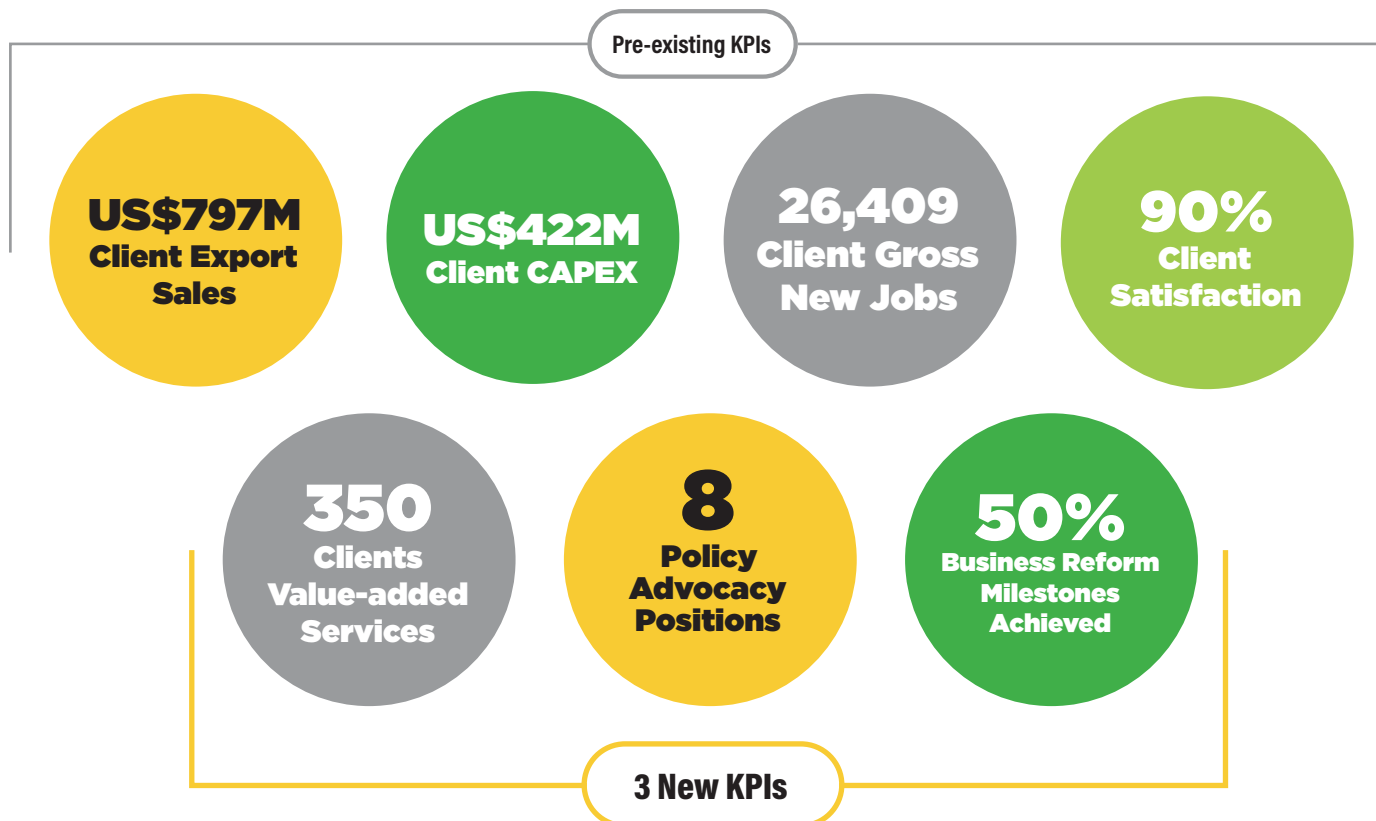 Pre-existing KPIs
US$797M
Client Export
Sales
US$422M
Client CAPEX
26,409
Client Gross
New Jobs
90%
Client
Satisfaction
350
Clients
Value-added
Services
8
Policy
Advocacy
Positions
50%
Business Reform
Milestones
Achieved
3 New KPIs